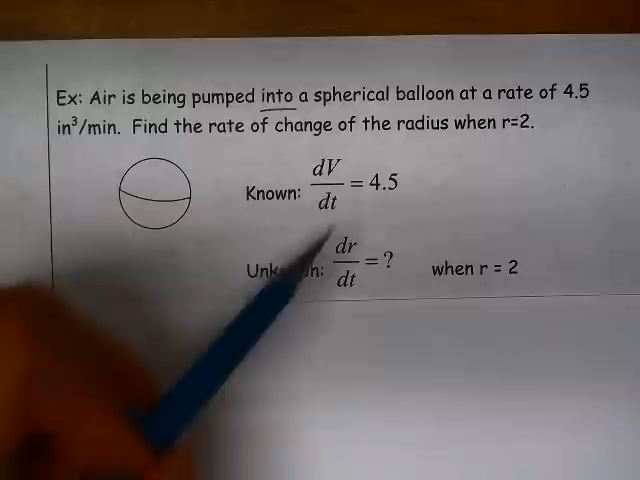 Ex: Air is being pumped into a spherical balloon at a rate of 4.5
in³/min. Find the rate of change of the radius when r=2.
Known: dV/dt = 4.5
dr/dt = ? when r = 2